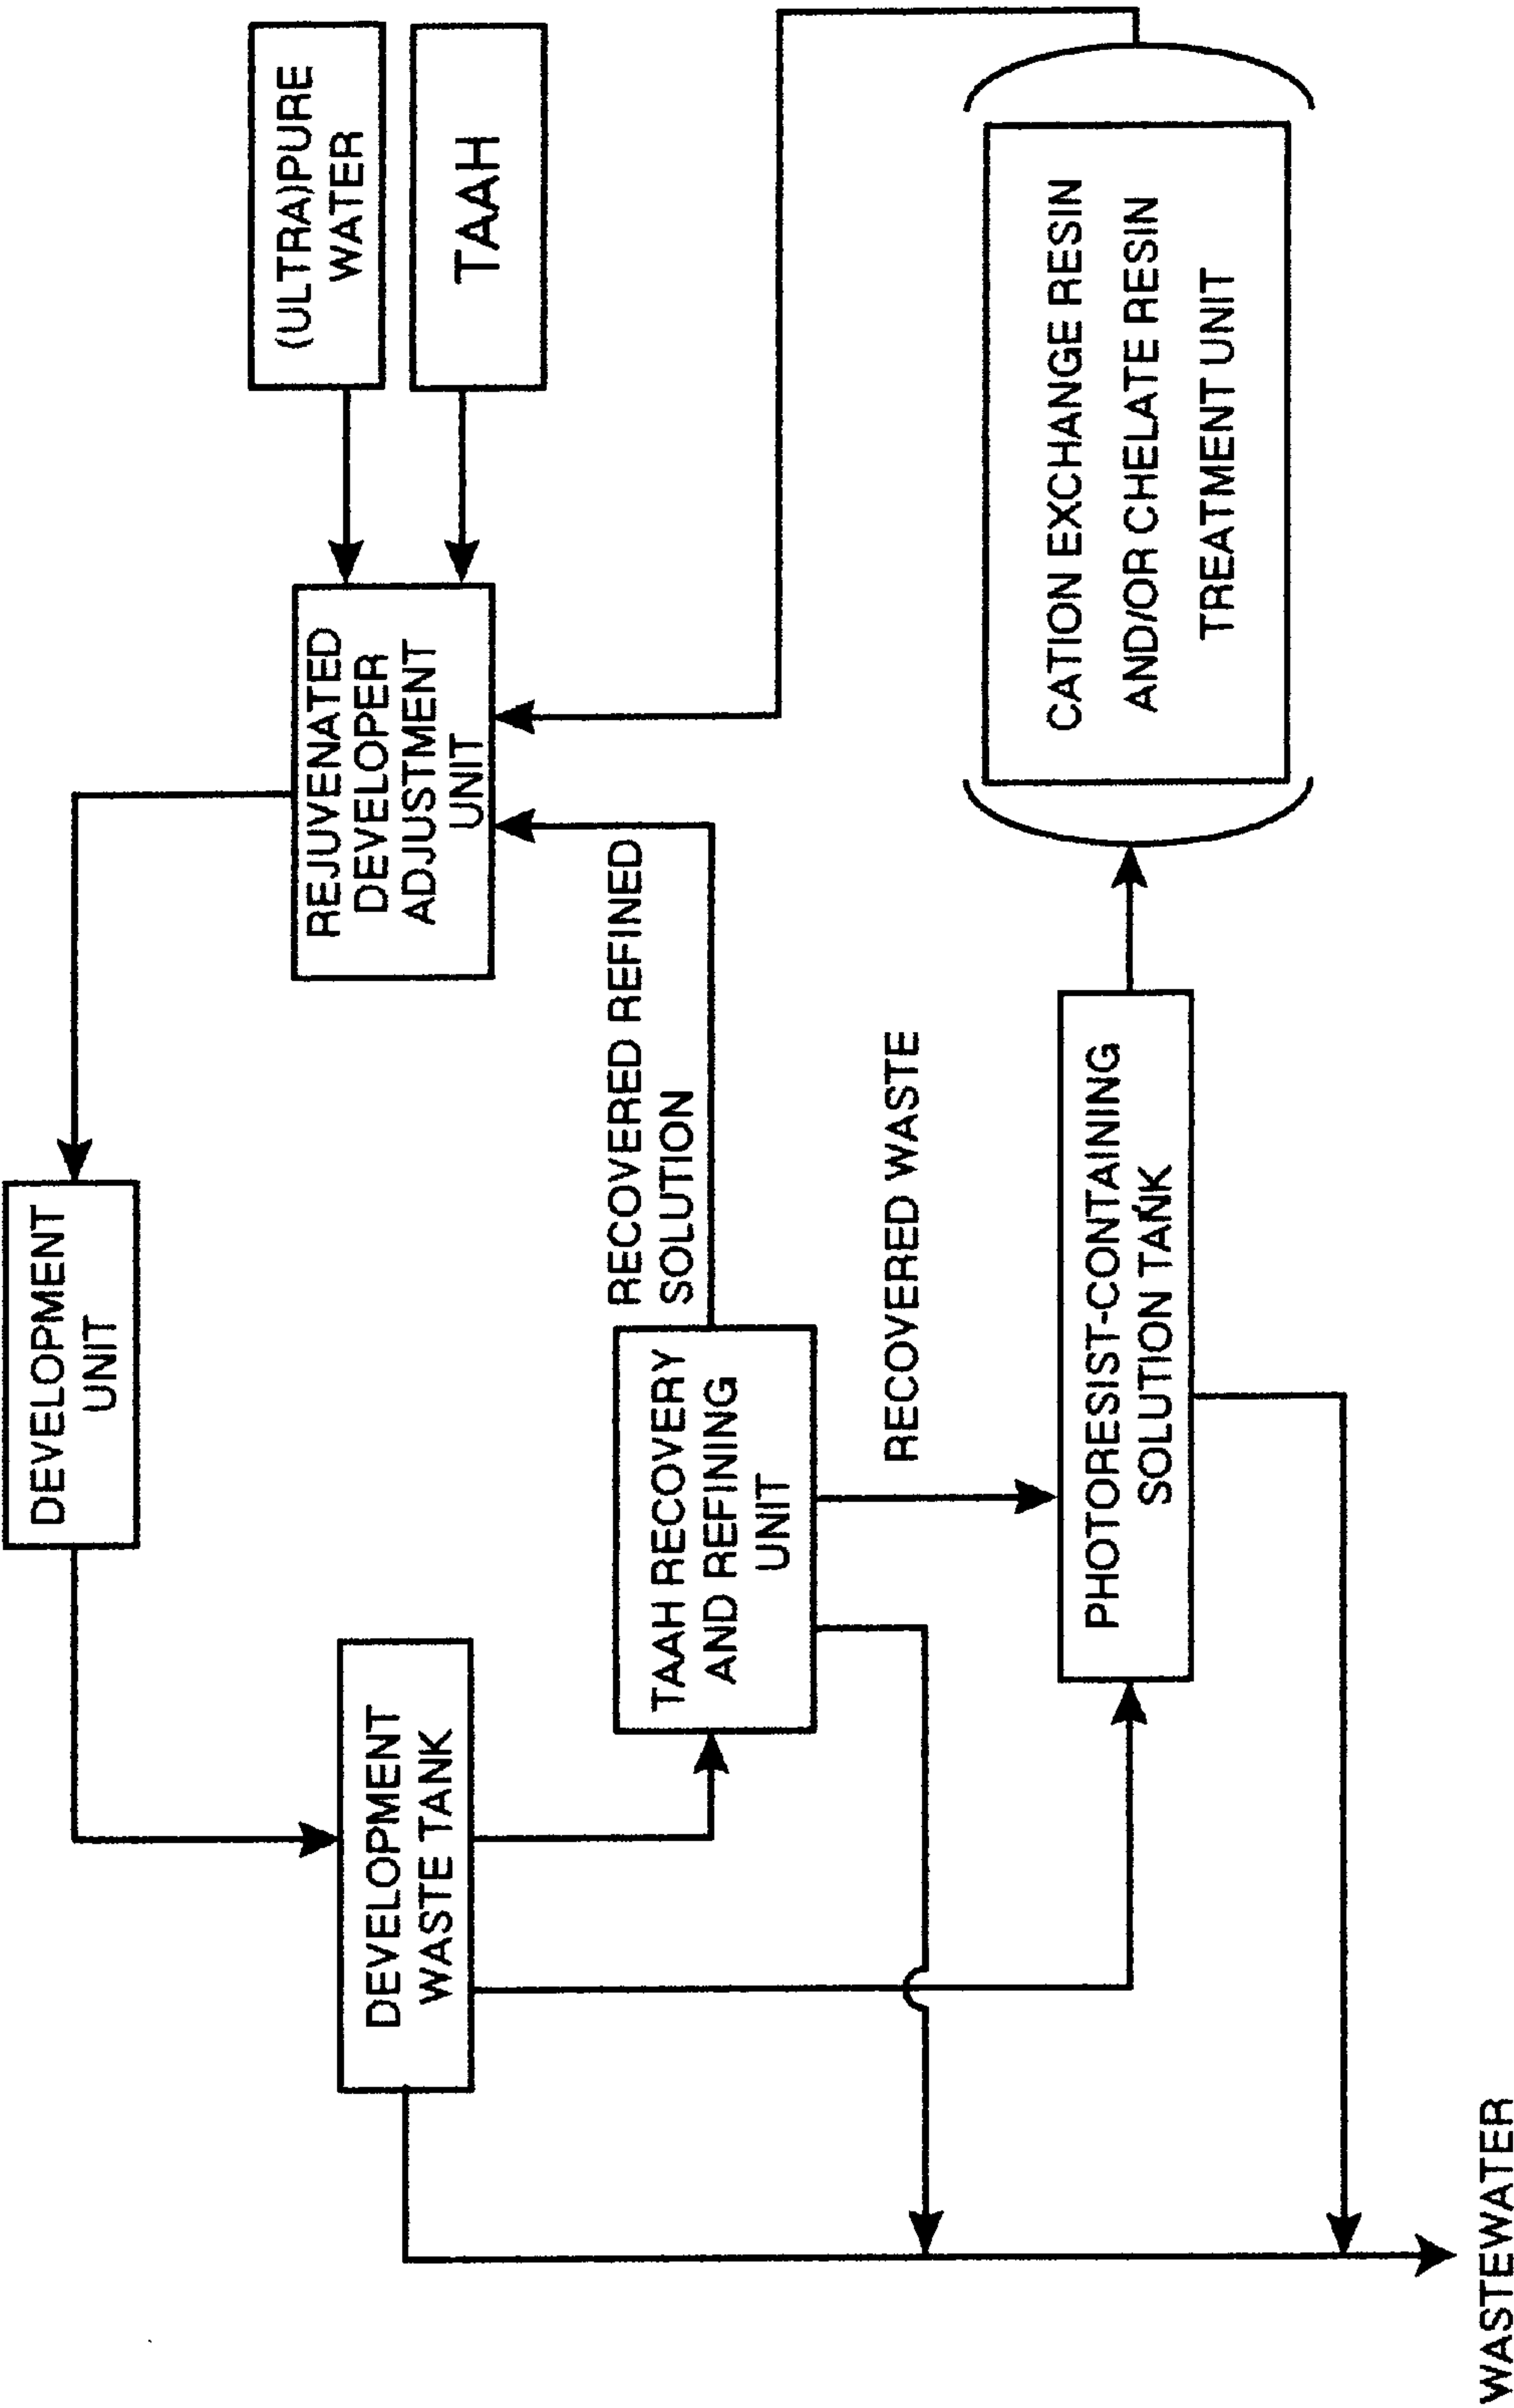 DEVELOPMENT
UNIT
DEVELOPMENT
WASTE TANK
REJUVENATED
DEVELOPER
ADJUSTMENT
UNIT
(ULTRA)PURE
WATER
TAAH
TAAH RECOVERY
AND REFINING
UNIT
RECOVERED REFINED
SOLUTION
RECOVERED WASTE
PHOTORESIST-CONTAINING
SOLUTION TANK
CATION EXCHANGE RESIN
AND/OR CHELATE RESIN
TREATMENT UNIT
WASTEWATER